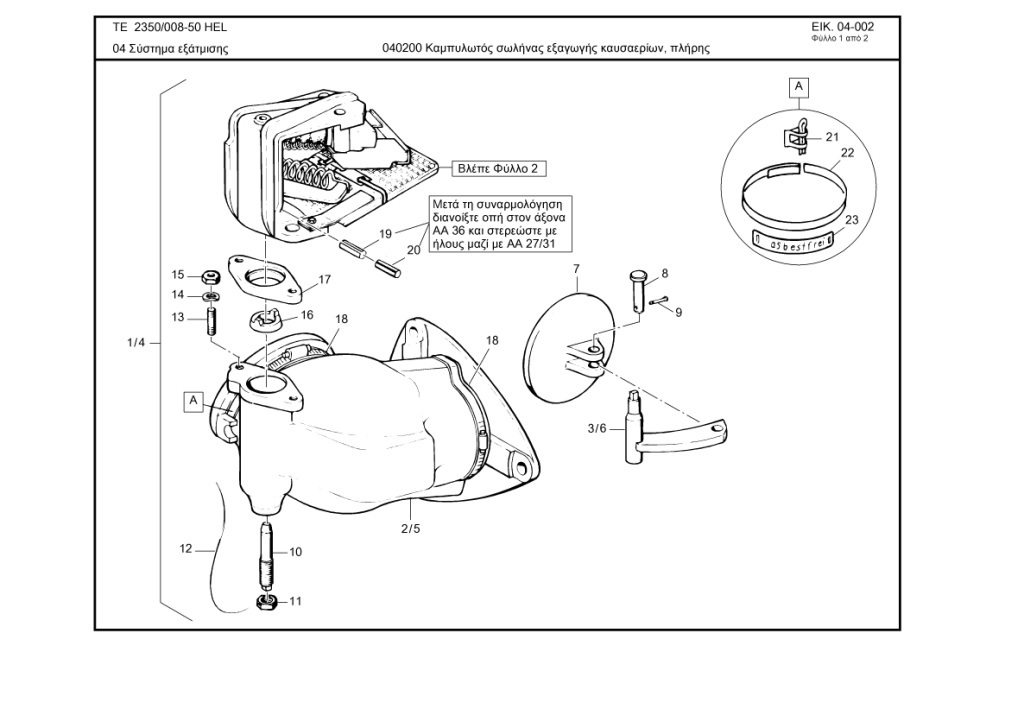 TE 2350/008-50 HEL
ΕΙΚ. 04-002
Φύλλο 1 από 2
04 Σύστημα εξάτμισης
040200 Καμπυλωτός σωλήνας εξαγωγής καυσαερίων, πλήρης
A
21
22
23
asbestfrei
Βλέπε Φύλλο 2
Μετά τη συναρμολόγηση
διανοίξτε οπή στον άξονα
ΑΑ 36 και στερεώστε με
ήλους μαζί με ΑΑ 27/31
19
20
15
14
13
17
16
18
18
7
8
9
1/4
A
3/6
2/5
12
10
11